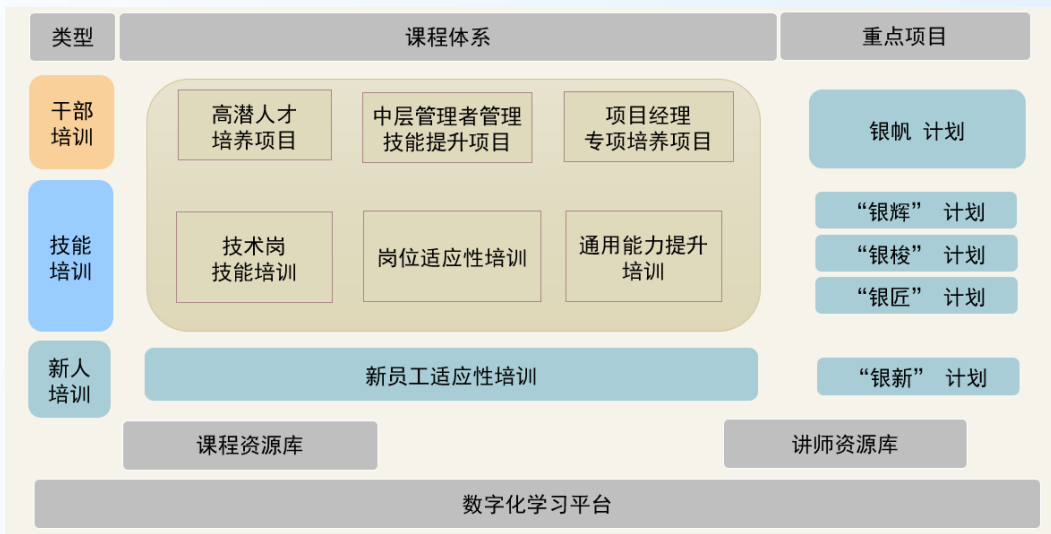 类型
课程体系
重点项目
干部
培训
高潜人才
培养项目
中层管理者管理
技能提升项目
项目经理
专项培养项目
银帆 计划
技能
培训
技术岗
技能培训
岗位适应性培训
通用能力提升
培训
“银辉” 计划
“银梭” 计划
“银匠” 计划
新人
培训
新员工适应性培训
“银新” 计划
课程资源库
讲师资源库
数字化学习平台